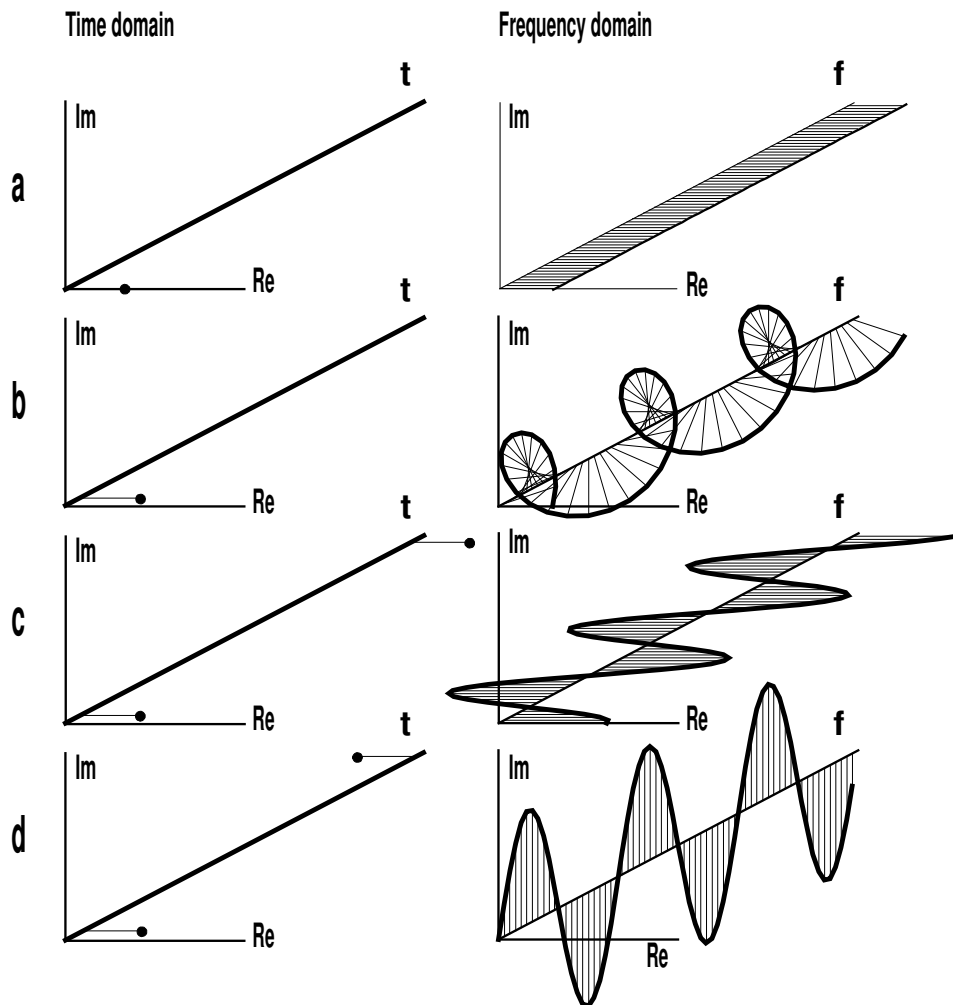 Time domain Frequency domain
t f
Im Im
a
Re Re
t f
Im Im
b
Re Re
t f
Im Im
c
Re Re
t f
Im Im
d
Re Re